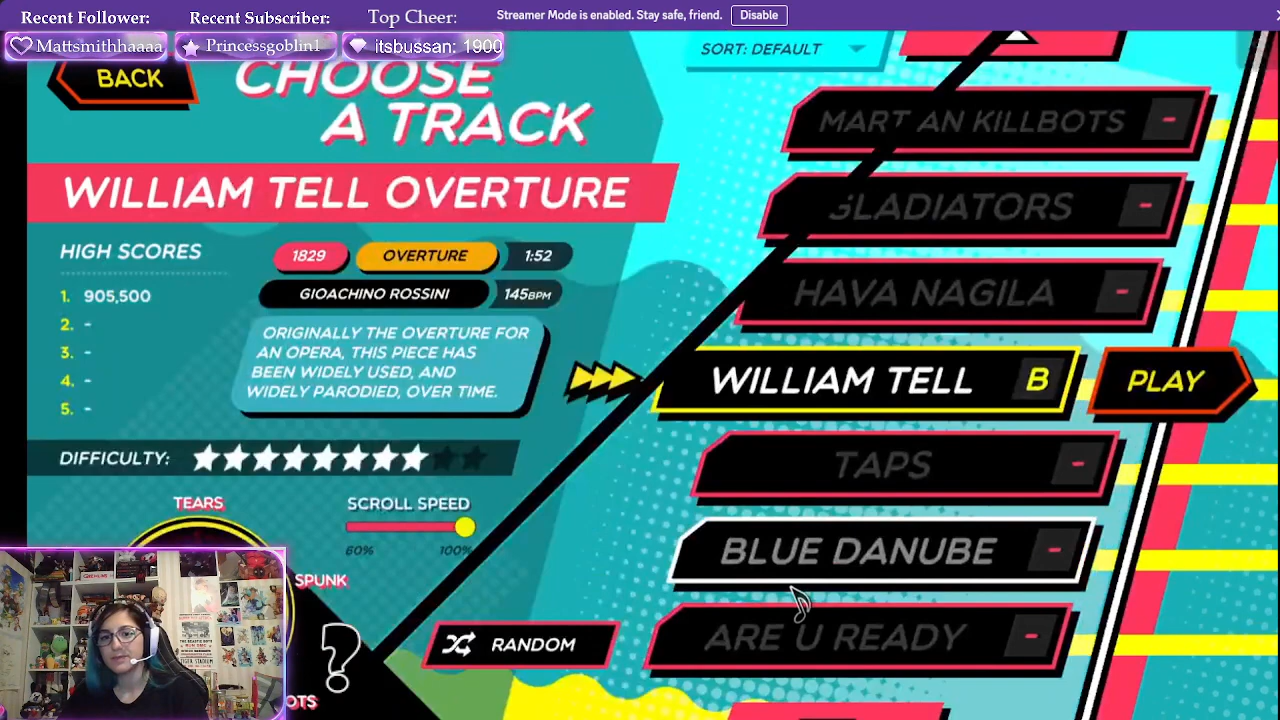 Recent Follower:
Mattsmithhaaaa
Recent Subscriber:
Princessgoblin1
Top Cheer:
itsbussan: 1900
Streamer Mode is enabled. Stay safe, friend.
Disable
BACK
CHOOSE
A TRACK
SORT: DEFAULT
WILLIAM TELL OVERTURE
HIGH SCORES
1. 905,500
2. -
3. -
4. -
5. -
1829
OVERTURE
1:52
GIOACHINO ROSSINI
145BPM
ORIGINALLY THE OVERTURE FOR
AN OPERA, THIS PIECE HAS
BEEN WIDELY USED, AND
WIDELY PARODIED, OVER TIME.
DIFFICULTY:
TEARS
SPUNK
OTS
SCROLL SPEED
60%
100%
RANDOM
MART AN KILLBOTS -
GLADIATORS -
HAVA NAGILA -
WILLIAM TELL B
PLAY
TAPS -
BLUE DANUBE -
ARE U READY -